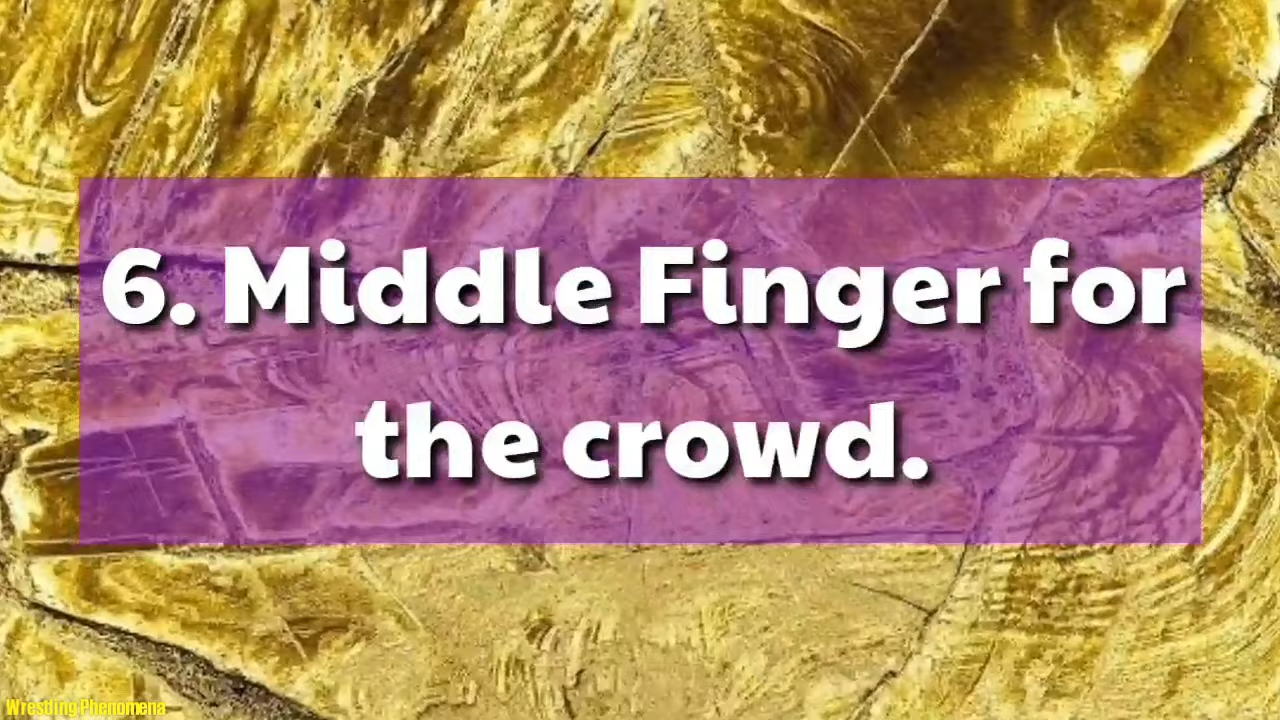 6. Middle Finger for
the crowd.
Wrestling Phenomena